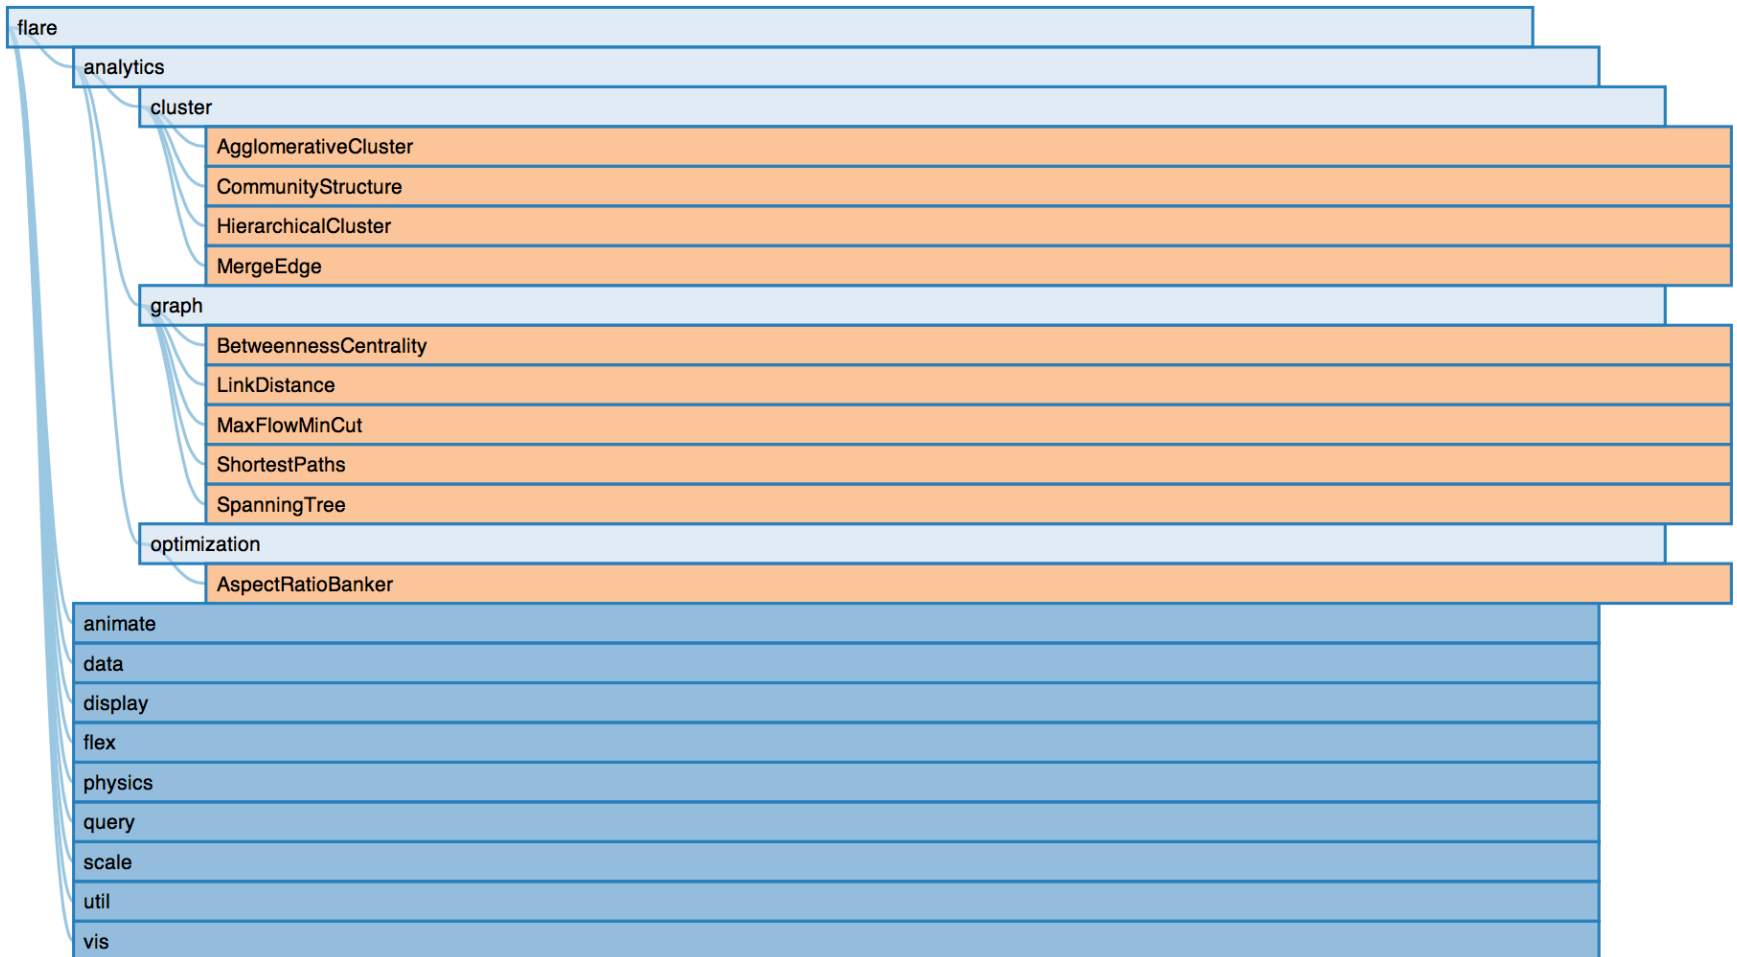 flare
analytics
cluster
AgglomerativeCluster
CommunityStructure
HierarchicalCluster
MergeEdge
graph
BetweennessCentrality
LinkDistance
MaxFlowMinCut
ShortestPaths
SpanningTree
optimization
AspectRatioBanker
animate
data
display
flex
physics
query
scale
util
vis